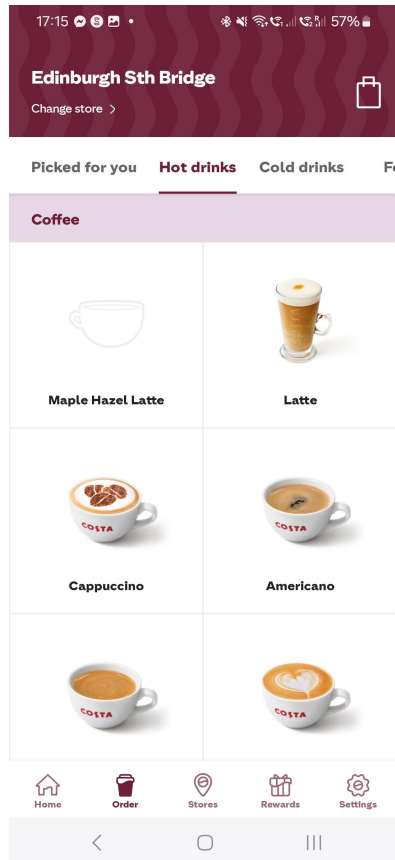 17:15 57%
Edinburgh Sth Bridge
Change store >
Picked for you Hot drinks Cold drinks F
Coffee
Maple Hazel Latte Latte
COSTA COSTA
Cappuccino Americano
COSTA COSTA
Home Order Stores Rewards Settings